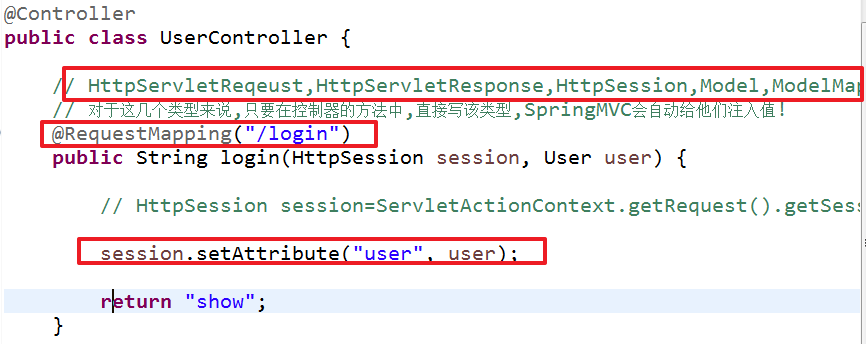 @Controller
public class UserController {
// HttpServletReqeust,HttpServletResponse,HttpSession,Model,ModelMap
// 对于这几个类型来说,只要在控制器的方法中,直接写该类型,SpringMVC会自动给他们注入值!
@RequestMapping("/login")
public String login(HttpSession session, User user) {
// HttpSession session=ServletActionContext.getRequest().getSes
session.setAttribute("user", user);
return "show";
}